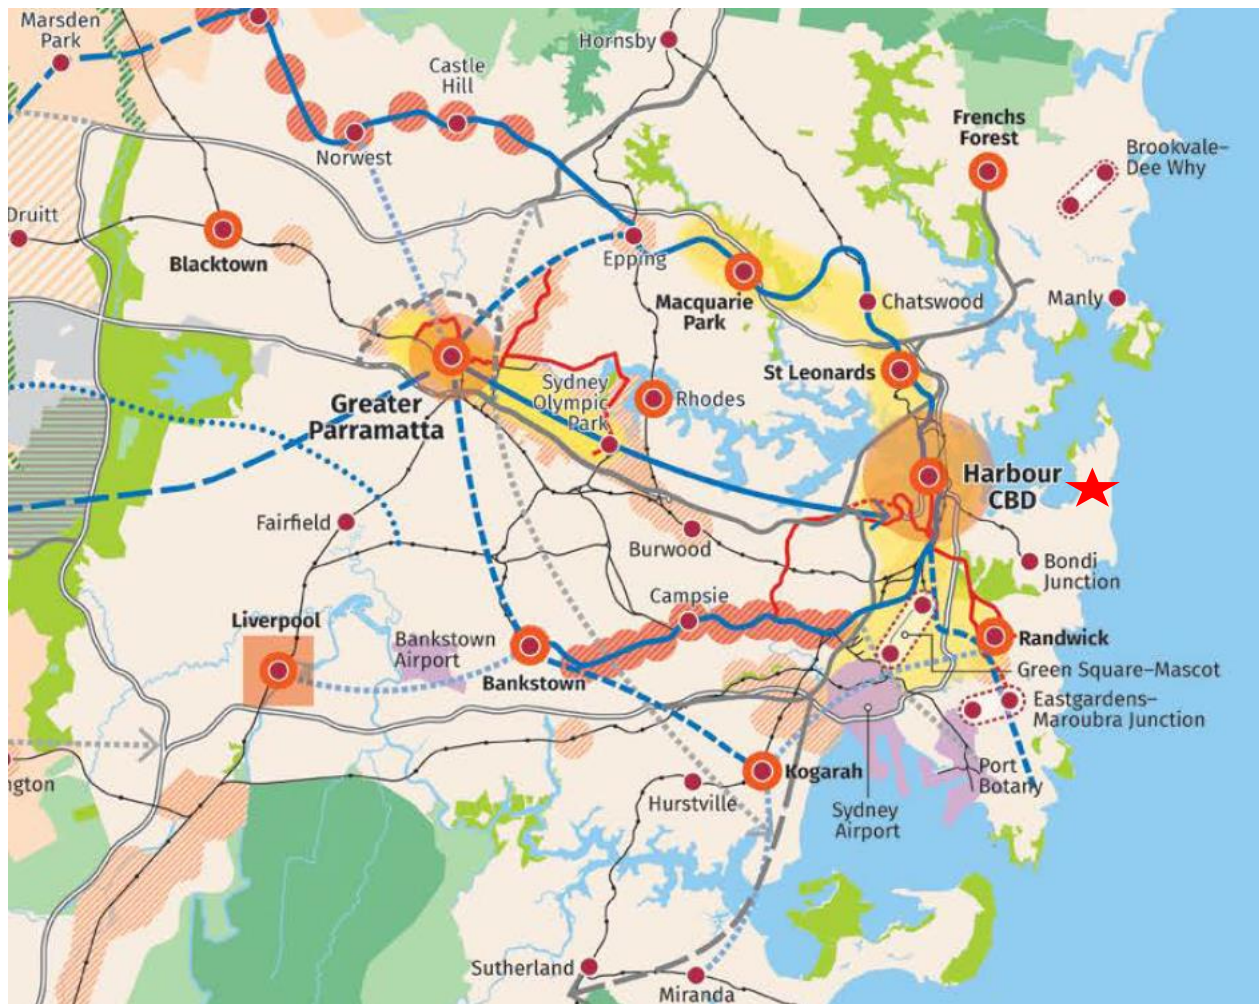 Marsden
Park
Hornsby
Castle
Hill
Frenchs
Forest
Brookvale–
Dee Why
Norwest
Druitt
Blacktown
Epping
Macquarie
Park
Chatswood
Manly
St Leonards
Sydney
Olympic
Park
Rhodes
Greater
Parramatta
Harbour
CBD
Fairfield
Burwood
Bondi
Junction
Campsie
Liverpool
Bankstown
Airport
Bankstown
Randwick
Green Square–Mascot
Eastgardens–
Maroubra Junction
Kogarah
Port
Botany
ngton
Hurstville
Sydney
Airport
Sutherland
Miranda